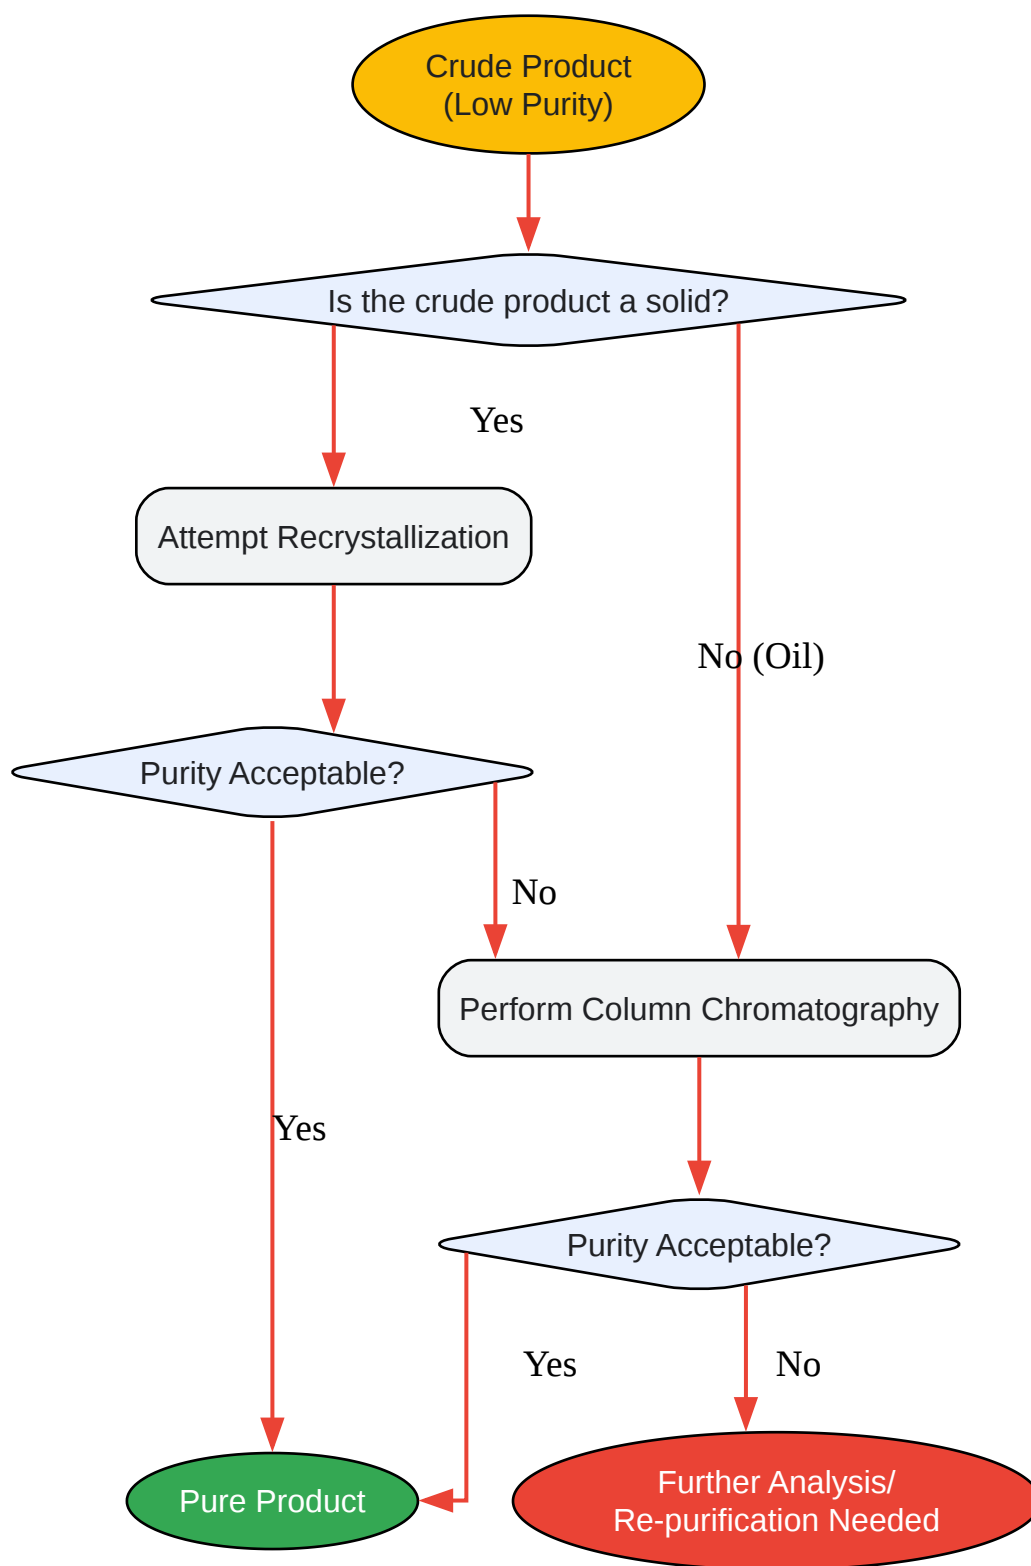 Crude Product
(Low Purity)
Is the crude product a solid?
Yes
Attempt Recrystallization
No (Oil)
Purity Acceptable?
No
Perform Column Chromatography
Yes
Purity Acceptable?
Yes
No
Pure Product
Further Analysis/
Re-purification Needed